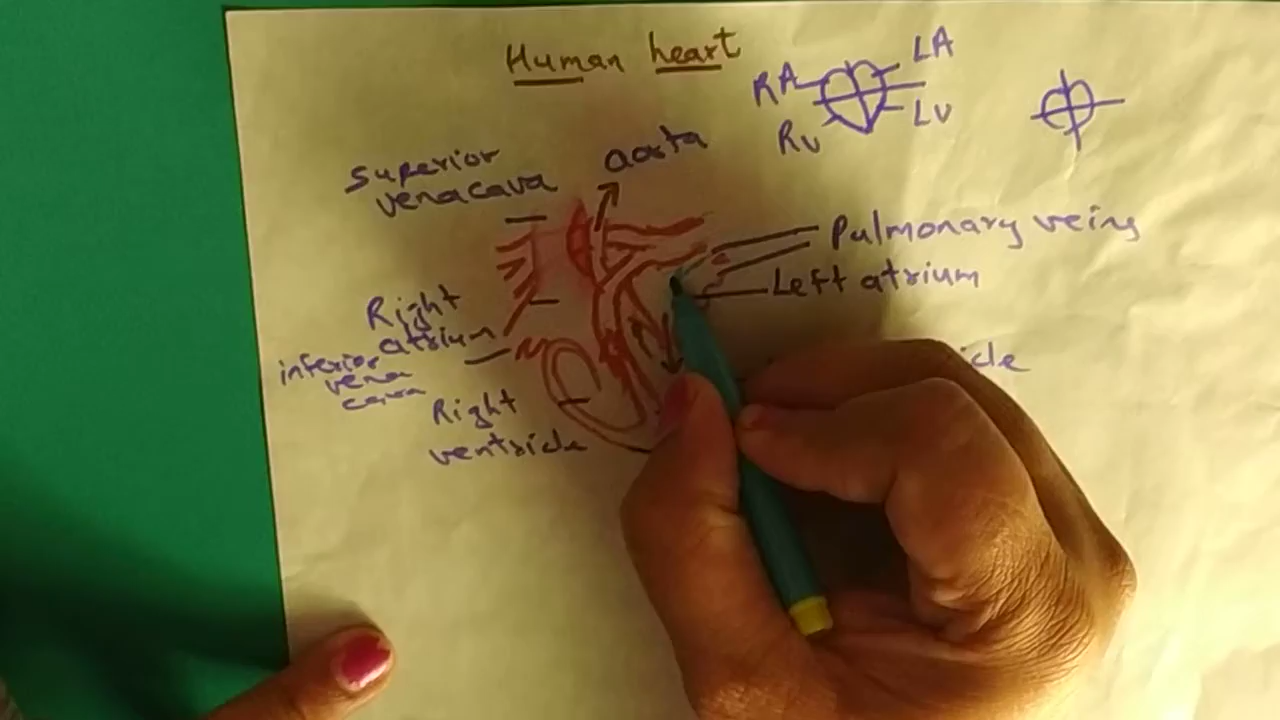 Human heart
RA
LA
RV
LV
Superior
venacava
aorta
Pulmonary veins
Left atrium
Right
atrium
inferior
vena
cava
Right
ventricle